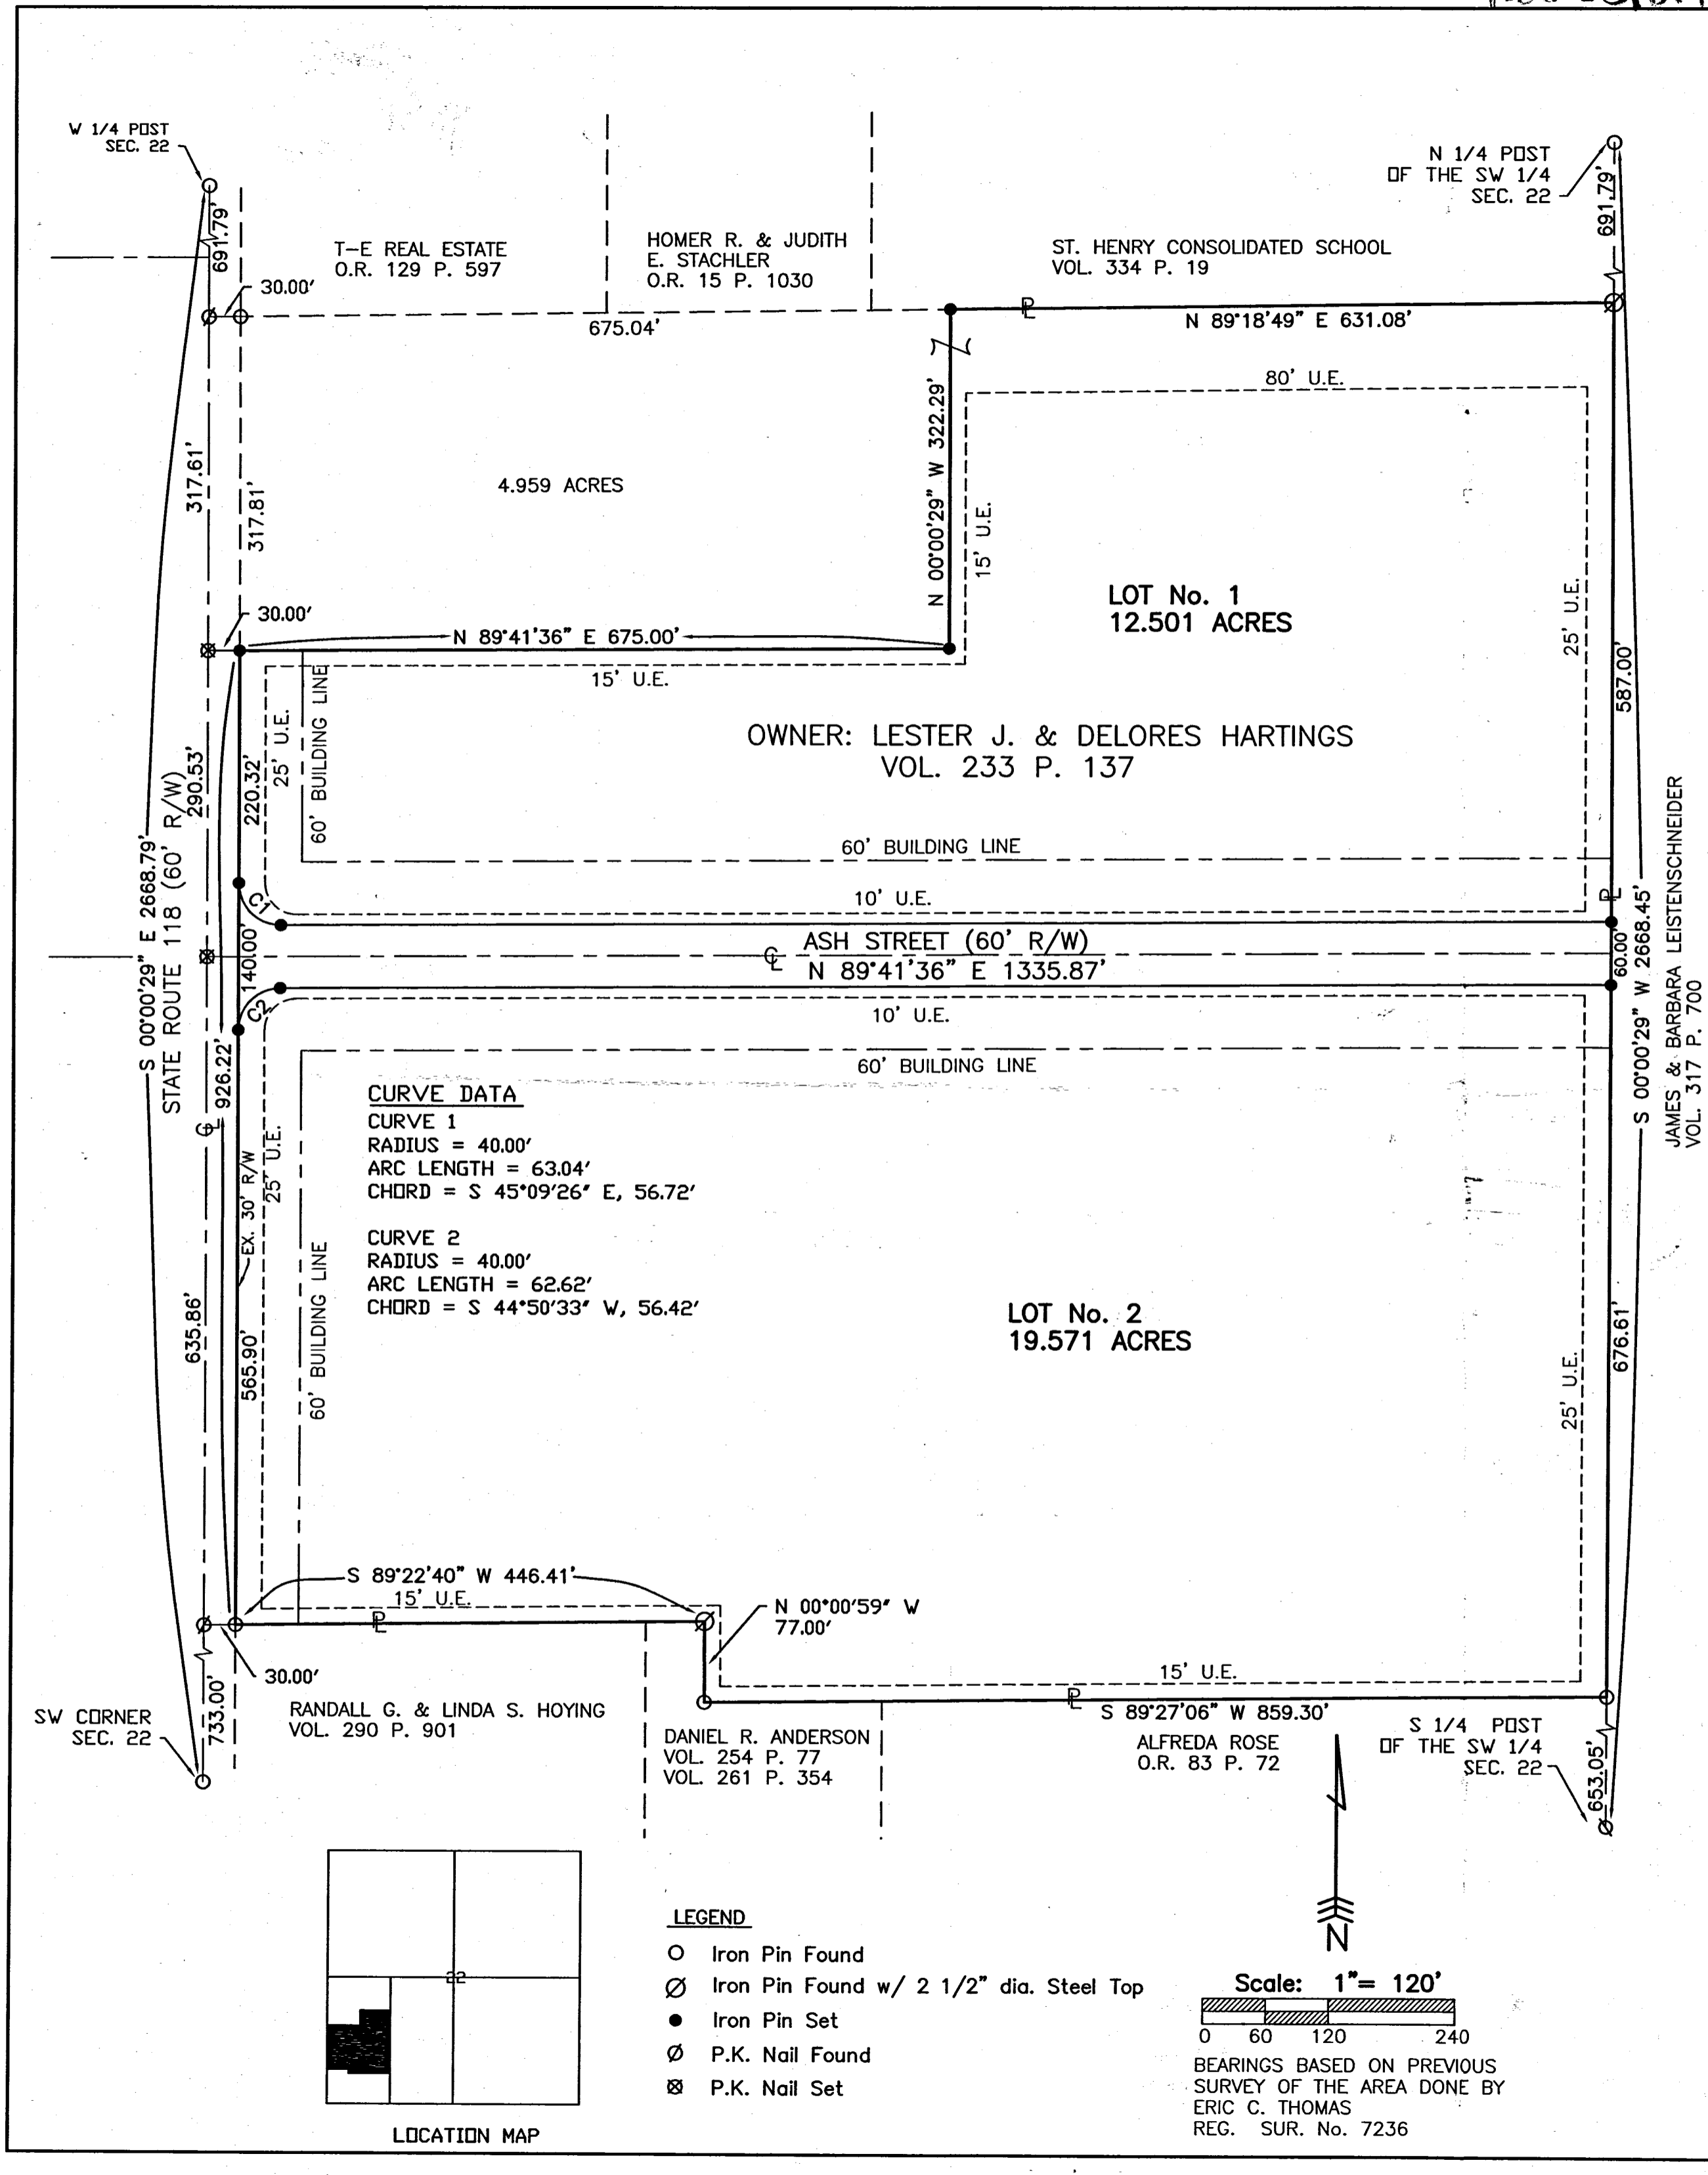 W 1/4 POST
SEC. 22
691.79'
30.00'
T-E REAL ESTATE
O.R. 129 P. 597
HOMER R. & JUDITH
E. STACHLER
O.R. 15 P. 1030
ST. HENRY CONSOLIDATED SCHOOL
VOL. 334 P. 19
N 1/4 POST
OF THE SW 1/4
SEC. 22
691.79'
675.04'
PL
N 89°18'49" E 631.08'
80' U.E.
317.61'
317.81'
4.959 ACRES
N 00°00'29" W 322.29'
15' U.E.
LOT No. 1
12.501 ACRES
25' U.E.
587.00'
30.00'
N 89°41'36" E 675.00'
15' U.E.
25' U.E.
60' BUILDING LINE
OWNER: LESTER J. & DELORES HARTINGS
VOL. 233 P. 137
290.53'
220.32'
60' BUILDING LINE
10' U.E.
C1
PL
S 00°00'29" E 2668.79'
STATE ROUTE 118 (60' R/W)
140.00'
CL
ASH STREET (60' R/W)
N 89°41'36" E 1335.87'
60.00'
S 00°00'29" W 2668.45'
JAMES & BARBARA LEISTENSCHNEIDER
VOL. 317 P. 700
C2
10' U.E.
60' BUILDING LINE
926.22'
CL
EX. 30' R/W
25' U.E.
CURVE DATA
CURVE 1
RADIUS = 40.00'
ARC LENGTH = 63.04'
CHORD = S 45°09'26" E, 56.72'
CURVE 2
RADIUS = 40.00'
ARC LENGTH = 62.62'
CHORD = S 44°50'33" W, 56.42'
635.86'
565.90'
60' BUILDING LINE
LOT No. 2
19.571 ACRES
25' U.E.
676.61'
S 89°22'40" W 446.41'
15' U.E.
PL
N 00°00'59" W
77.00'
15' U.E.
PL
S 89°27'06" W 859.30'
30.00'
733.00'
SW CORNER
SEC. 22
RANDALL G. & LINDA S. HOYING
VOL. 290 P. 901
DANIEL R. ANDERSON
VOL. 254 P. 77
VOL. 261 P. 354
ALFREDA ROSE
O.R. 83 P. 72
S 1/4 POST
OF THE SW 1/4
SEC. 22
653.05'
22
LOCATION MAP
LEGEND
Iron Pin Found
Iron Pin Found w/ 2 1/2" dia. Steel Top
Iron Pin Set
P.K. Nail Found
P.K. Nail Set
N
Scale: 1"= 120'
0 60 120 240
BEARINGS BASED ON PREVIOUS
SURVEY OF THE AREA DONE BY
ERIC C. THOMAS
REG. SUR. No. 7236